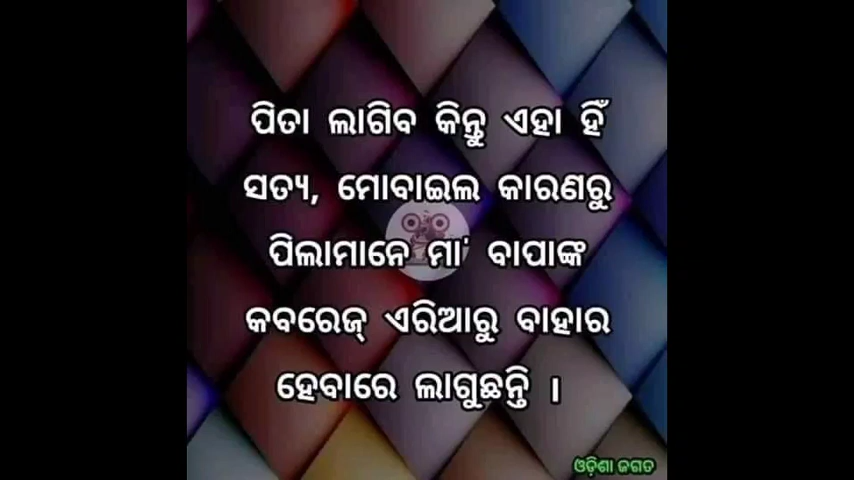 ପିତା ଲାଗିବ କିନ୍ତୁ ଏହା ହିଁ
ସତ୍ୟ, ମୋବାଇଲ କାରଣରୁ
ପିଲାମାନେ ମା' ବାପାଙ୍କ
କବରେଜ୍ ଏରିଆରୁ ବାହାର
ହେବାରେ ଲାଗୁଛନ୍ତି ।
ଓଡ଼ିଶା ଜଗତ